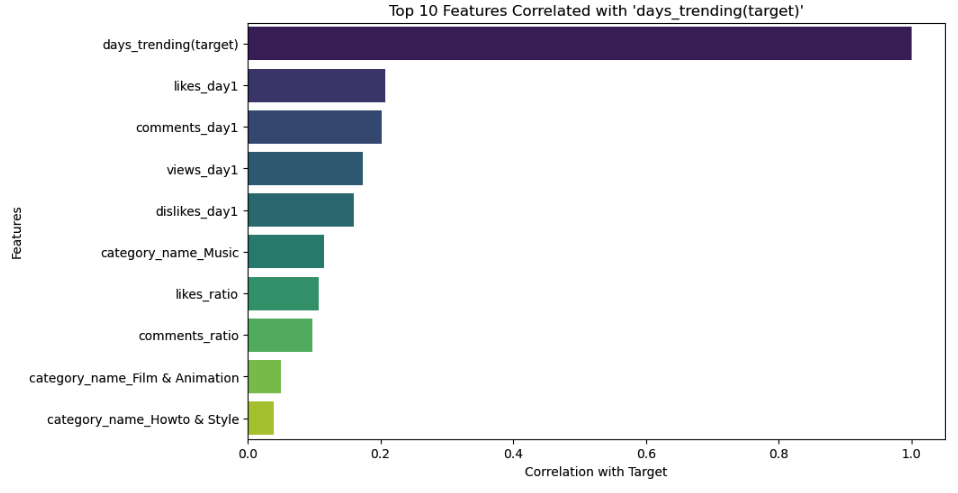 Top 10 Features Correlated with 'days_trending(target)'
days_trending(target)
likes_day1
comments_day1
views_day1
dislikes_day1
category_name_Music
likes_ratio
comments_ratio
category_name_Film & Animation
category_name_Howto & Style
Features
0.0 0.2 0.4 0.6 0.8 1.0
Correlation with Target